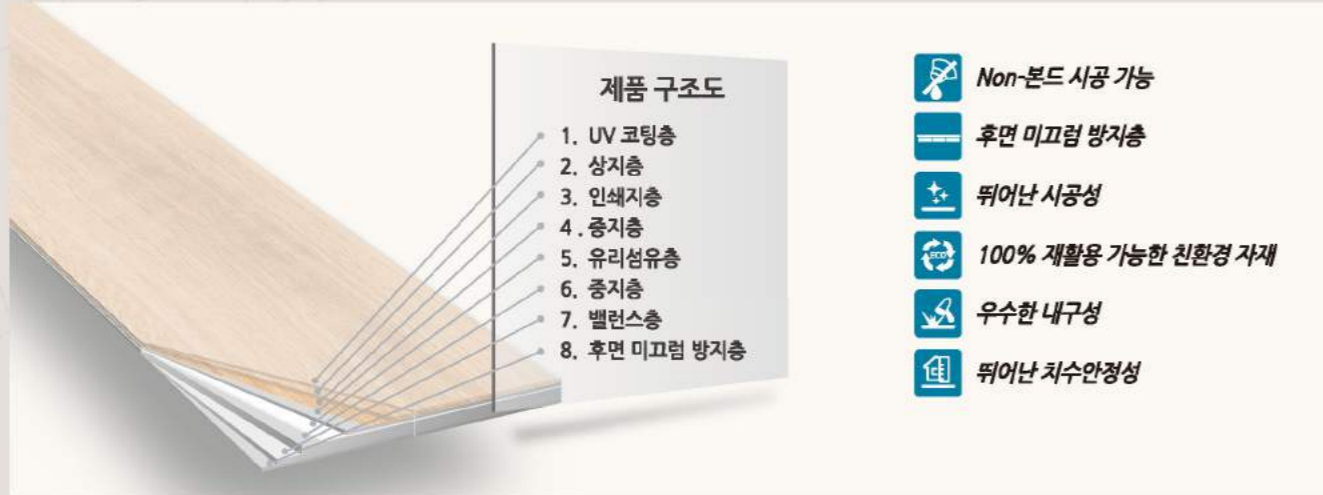 제품 구조도
1. UV 코팅층
2. 상지층
3. 인쇄지층
4 . 중지층
5. 유리섬유층
6. 중지층
7. 밸런스층
8. 후면 미끄럼 방지층
Non-본드 시공 가능
후면 미끄럼 방지층
뛰어난 시공성
ECO
100% 재활용 가능한 친환경 자재
우수한 내구성
뛰어난 치수안정성